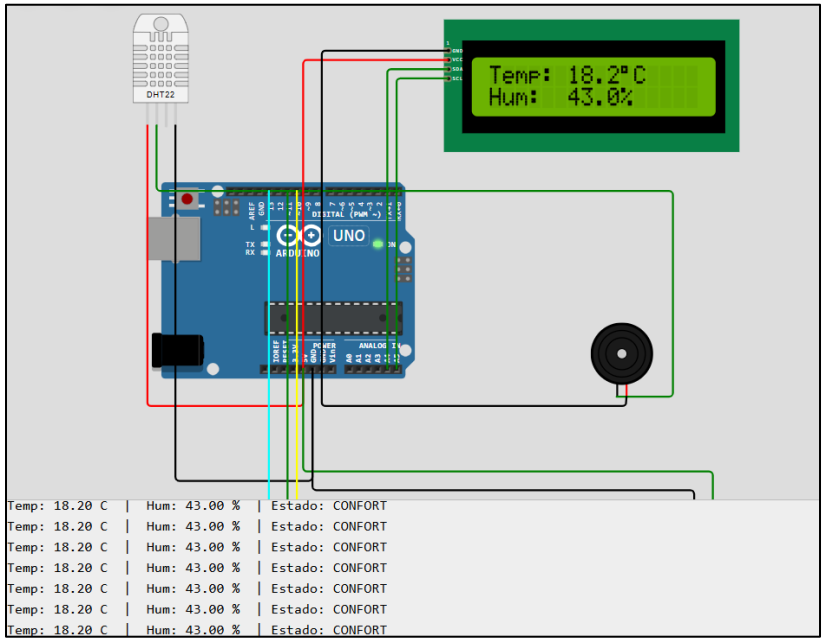 DHT22
1
GND
VCC
SDA
SCL
Temp: 18.2°C
Hum: 43.0%
AREF
GND
13
12
~11
~10
~9
8
7
~6
~5
4
~3
2
TX→1
RX←0
DIGITAL (PWM ~)
L
TX
RX
UNO
ON
ARDUINO
IOREF
RESET
3.3V
5V
GND
GND
Vin
POWER
ANALOG IN
A0
A1
A2
A3
A4
A5
Temp: 18.20 C | Hum: 43.00 % | Estado: CONFORT
Temp: 18.20 C | Hum: 43.00 % | Estado: CONFORT
Temp: 18.20 C | Hum: 43.00 % | Estado: CONFORT
Temp: 18.20 C | Hum: 43.00 % | Estado: CONFORT
Temp: 18.20 C | Hum: 43.00 % | Estado: CONFORT
Temp: 18.20 C | Hum: 43.00 % | Estado: CONFORT
Temp: 18.20 C | Hum: 43.00 % | Estado: CONFORT